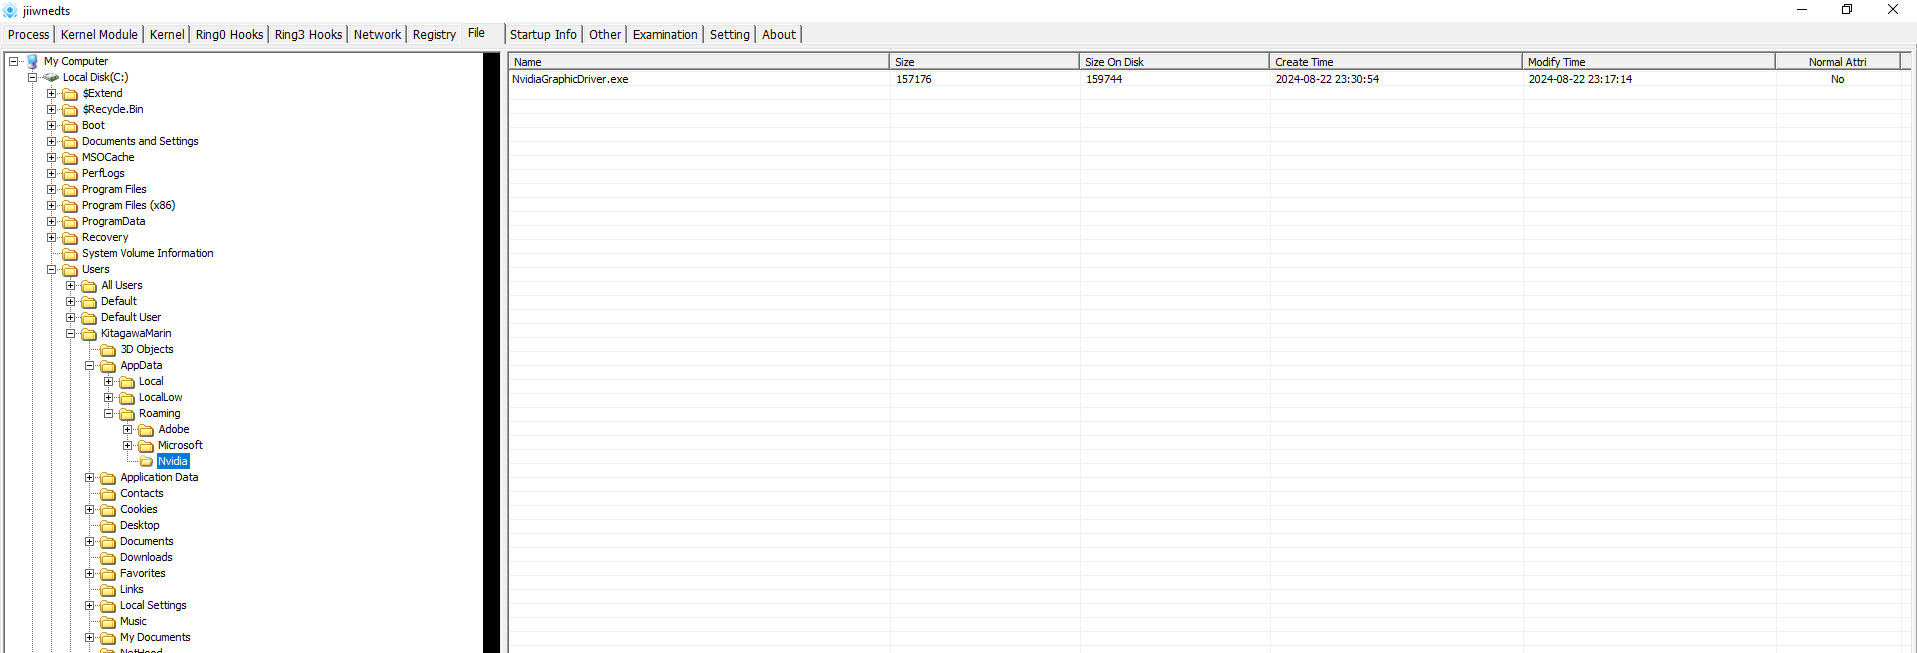 jiiwnedts
Process Kernel Module Kernel Ring0 Hooks Ring3 Hooks Network Registry File Startup Info Other Examination Setting About
My Computer
Local Disk(C:)
$Extend
$Recycle.Bin
Boot
Documents and Settings
MSOCache
PerfLogs
Program Files
Program Files (x86)
ProgramData
Recovery
System Volume Information
Users
All Users
Default
Default User
KitagawaMarin
3D Objects
AppData
Local
LocalLow
Roaming
Adobe
Microsoft
Nvidia
Application Data
Contacts
Cookies
Desktop
Documents
Downloads
Favorites
Links
Local Settings
Music
My Documents
NetHood
Name Size Size On Disk Create Time Modify Time Normal Attri
NvidiaGraphicDriver.exe 157176 159744 2024-08-22 23:30:54 2024-08-22 23:17:14 No